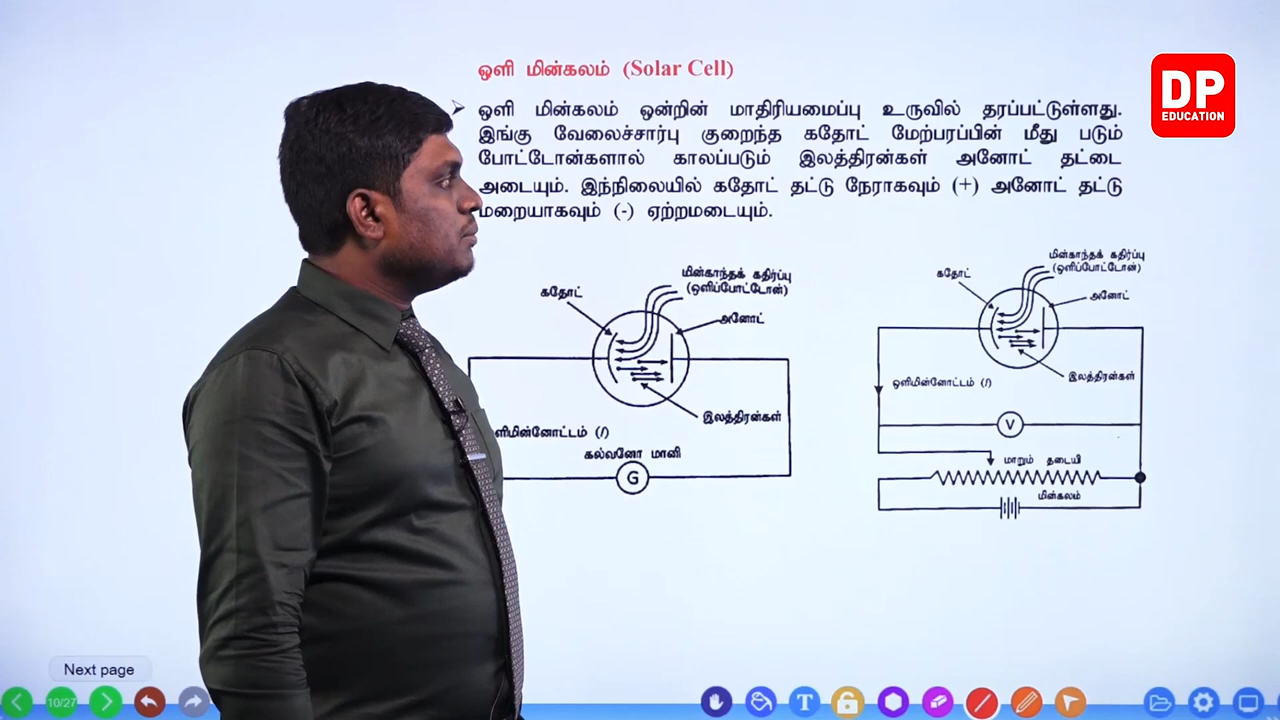 ஒளி மின்கலம் (Solar Cell)
ஒளி மின்கலம் ஒன்றின் மாதிரியமைப்பு உருவில் தரப்பட்டுள்ளது.
இங்கு வேலைச்சார்பு குறைந்த கதோட் மேற்பரப்பின் மீது படும்
போட்டோன்களால் காலப்படும் இலத்திரன்கள் அனோட் தட்டை
அடையும். இந்நிலையில் கதோட் தட்டு நேராகவும் (+) அனோட் தட்டு
மறையாகவும் (-) ஏற்றமடையும்.
DP
EDUCATION
மின்காந்தக் கதிர்ப்பு
(ஒளிப்போட்டோன்)
கதோட்
அனோட்
இலத்திரன்கள்
ளிமின்னோட்டம் (I)
கல்வனோ மானி
G
மின்காந்தக் கதிர்ப்பு
(ஒளிப்போட்டோன்)
கதோட்
அனோட்
இலத்திரன்கள்
ஒளிமின்னோட்டம் (I)
V
மாறும் தடையி
மின்கலம்
Next page
10/27
T